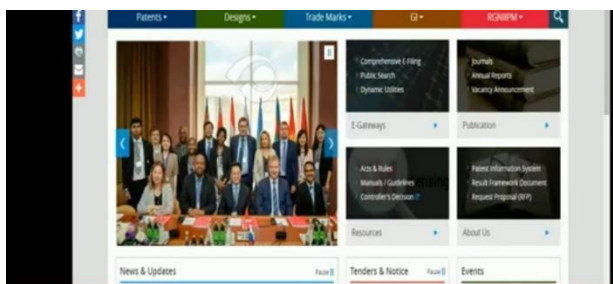 Patents
Designs
Trade Marks
GI
RGNIIPM
Comprehensive E Filing
Public Search
Dynamic Utilities
E-Gateways
Journals
Annual Reports
Vacancy Announcement
Publication
Acts & Rules
Manuals / Guidelines
Controller's Decision
Resources
Patent Information System
Result Framework Document
Request Proposal (RFP)
About Us
News & Updates
Pause
Tenders & Notice
Pause
Events